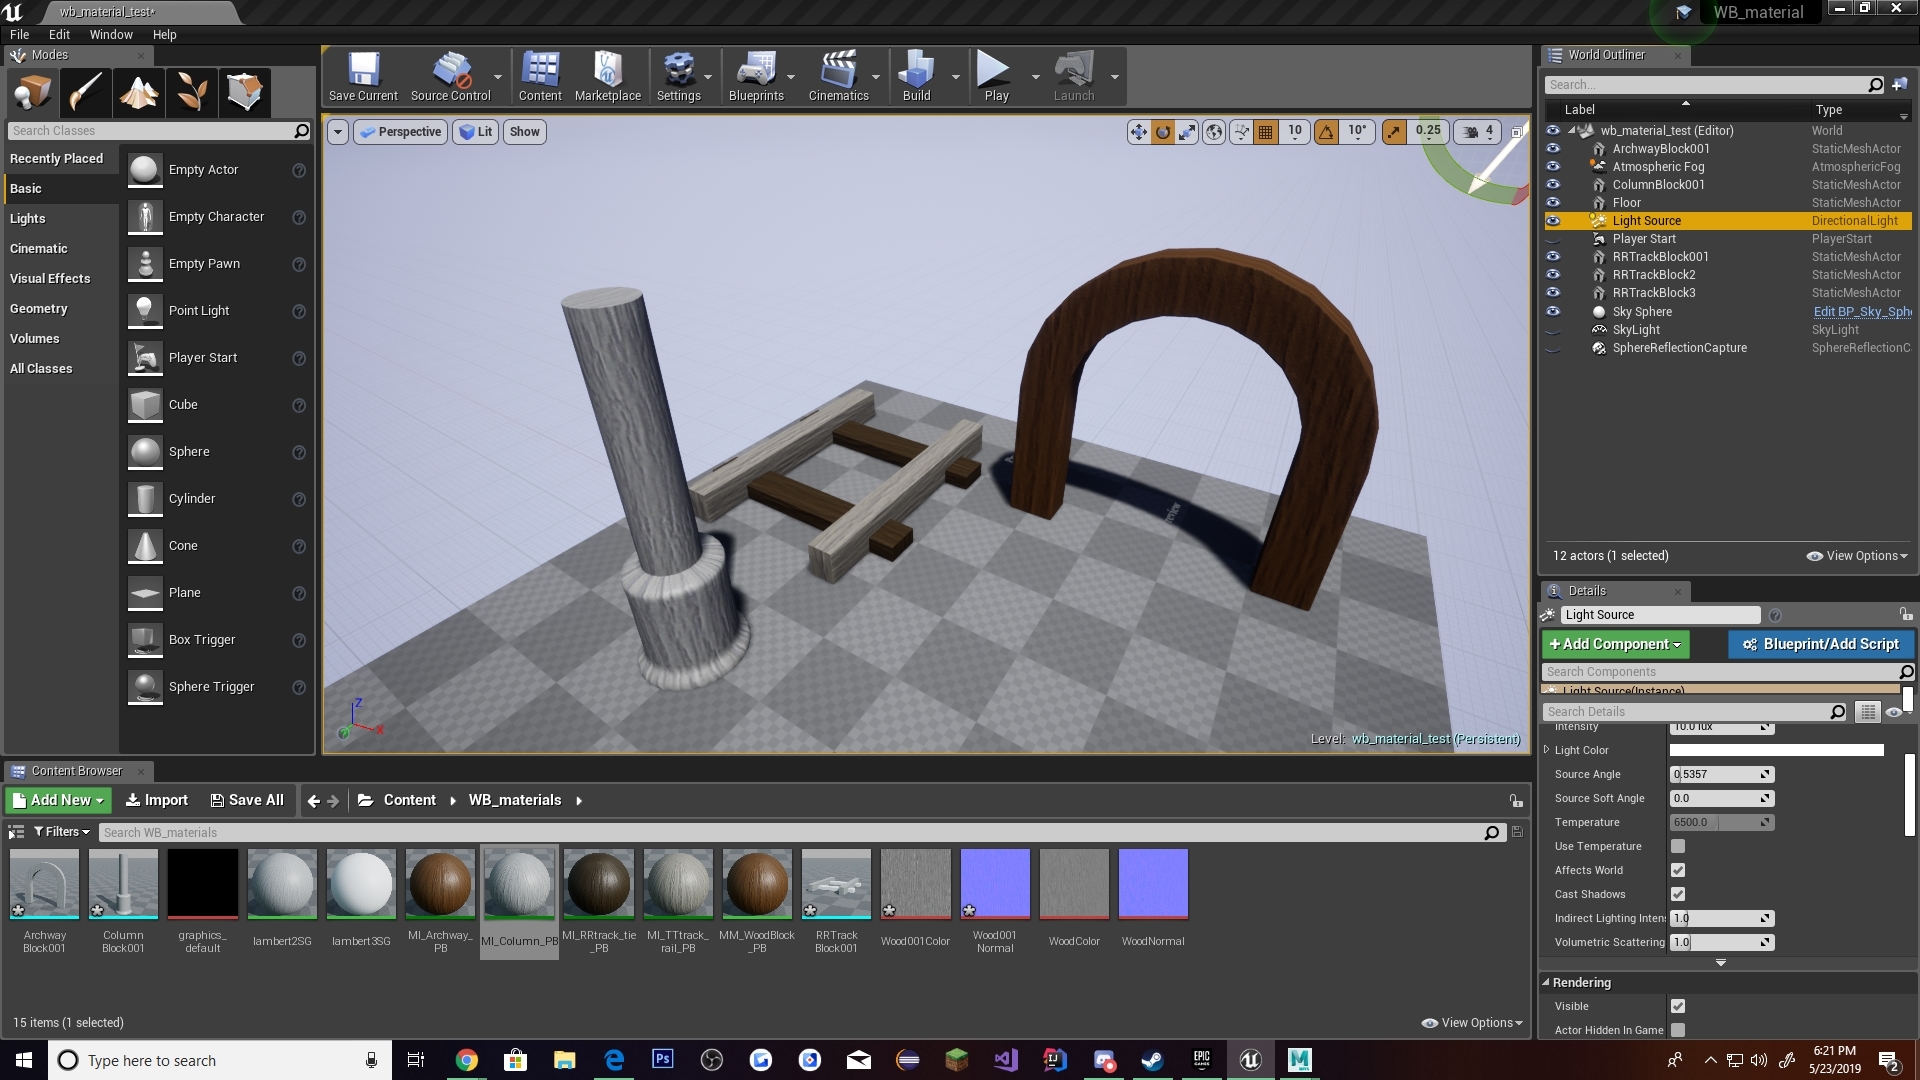 wb_material_test*
WB_material
File Edit Window Help
Modes
Search Classes
Recently Placed
Basic
Lights
Cinematic
Visual Effects
Geometry
Volumes
All Classes
Empty Actor
Empty Character
Empty Pawn
Point Light
Player Start
Cube
Sphere
Cylinder
Cone
Plane
Box Trigger
Sphere Trigger
Save Current Source Control Content Marketplace Settings Blueprints Cinematics Build Play Launch
Perspective Lit Show
10 10° 0.25 4
Z
X
Level: wb_material_test (Persistent)
World Outliner
Search...
Label Type
wb_material_test (Editor) World
ArchwayBlock001 StaticMeshActor
Atmospheric Fog AtmosphericFog
ColumnBlock001 StaticMeshActor
Floor StaticMeshActor
Light Source DirectionalLight
Player Start PlayerStart
RRTrackBlock001 StaticMeshActor
RRTrackBlock2 StaticMeshActor
RRTrackBlock3 StaticMeshActor
Sky Sphere Edit BP_Sky_Sph
SkyLight SkyLight
SphereReflectionCapture SphereReflectionC
12 actors (1 selected) View Options
Details
Light Source
+Add Component Blueprint/Add Script
Search Components
Light Source(Instance)
Search Details
Intensity 10.0 lux
Light Color
Source Angle 0.5357
Source Soft Angle 0.0
Temperature 6500.0
Use Temperature
Affects World
Cast Shadows
Indirect Lighting Inten 1.0
Volumetric Scattering 1.0
Rendering
Visible
Actor Hidden In Game
Content Browser
Add New Import Save All Content WB_materials
Filters Search WB_materials
Archway
Block001
Column
Block001
graphics_
default
lambert2SG
lambert3SG
MI_Archway_
PB
MI_Column_PB
MI_RRtrack_tie
_PB
MI_TTtrack_
rail_PB
MM_WoodBlock
_PB
RRTrack
Block001
Wood001Color
Wood001
Normal
WoodColor
WoodNormal
15 items (1 selected) View Options
Type here to search
Ps
IJ
EPIC
GAMES
M
6:21 PM
5/23/2019
2